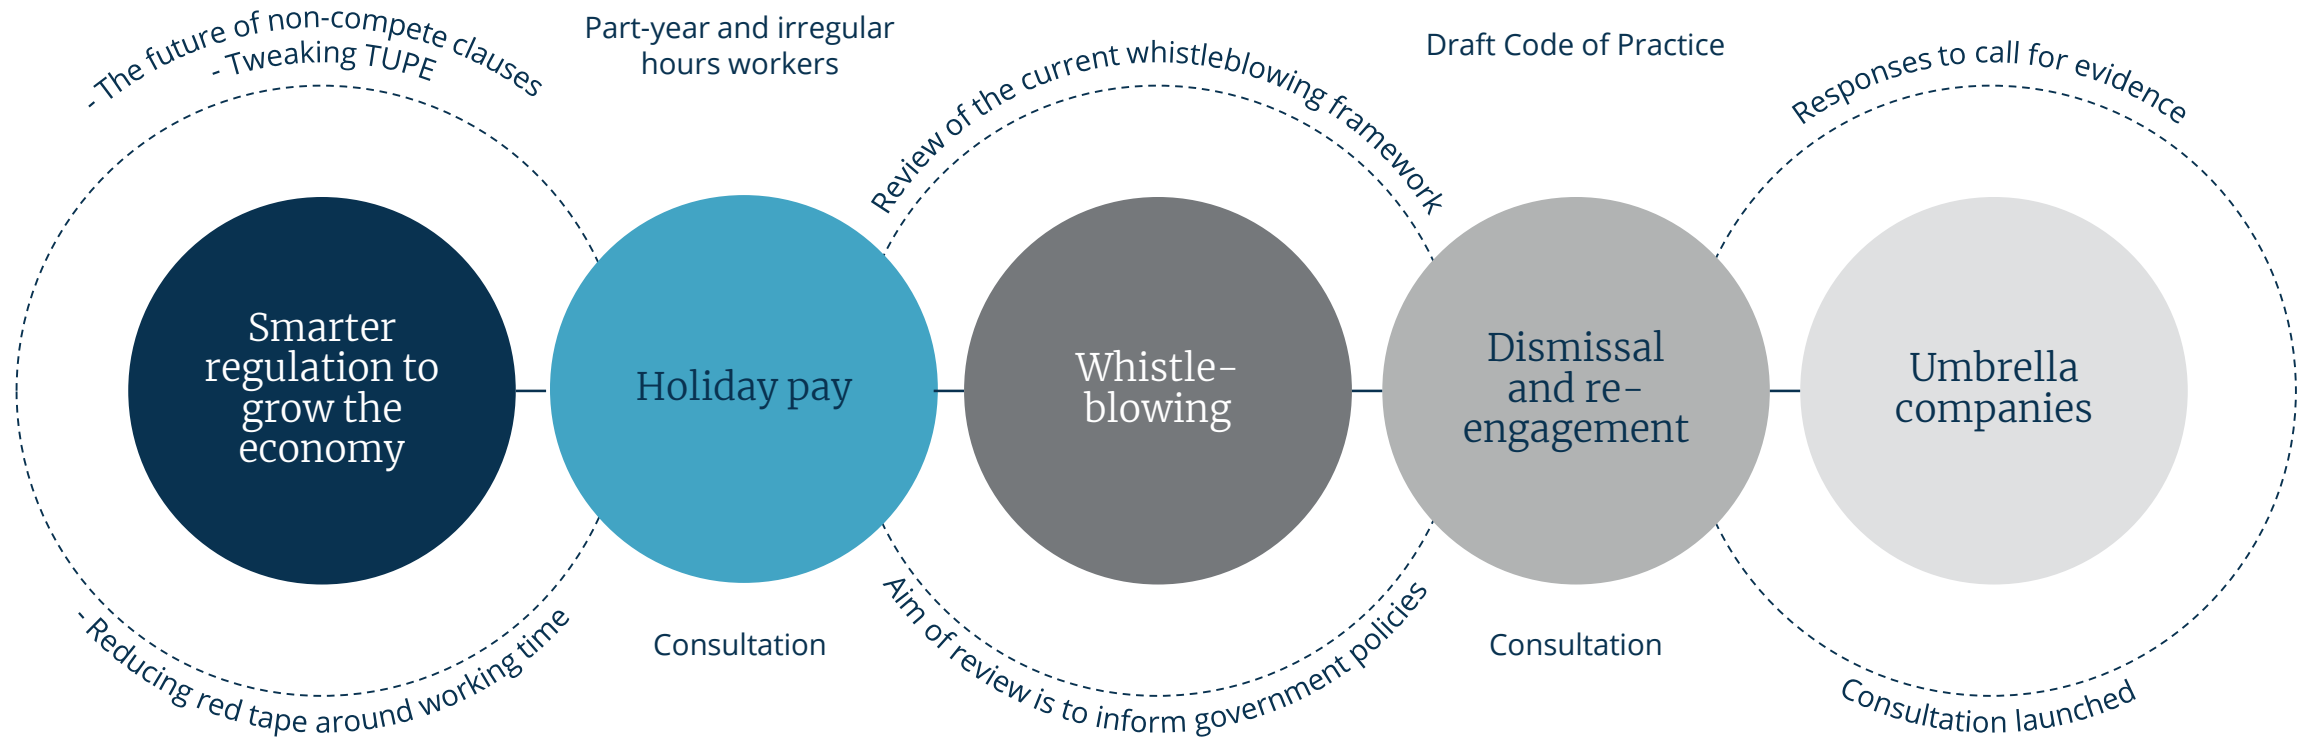 - The future of non-compete clauses
- Tweaking TUPE
Smarter
regulation to
grow the
economy
- Reducing red tape around working time
Part-year and irregular
hours workers
Holiday pay
Consultation
Review of the current whistleblowing framework
Whistle-
blowing
Aim of review is to inform government policies
Draft Code of Practice
Dismissal
and re-
engagement
Consultation
Responses to call for evidence
Umbrella
companies
Consultation launched